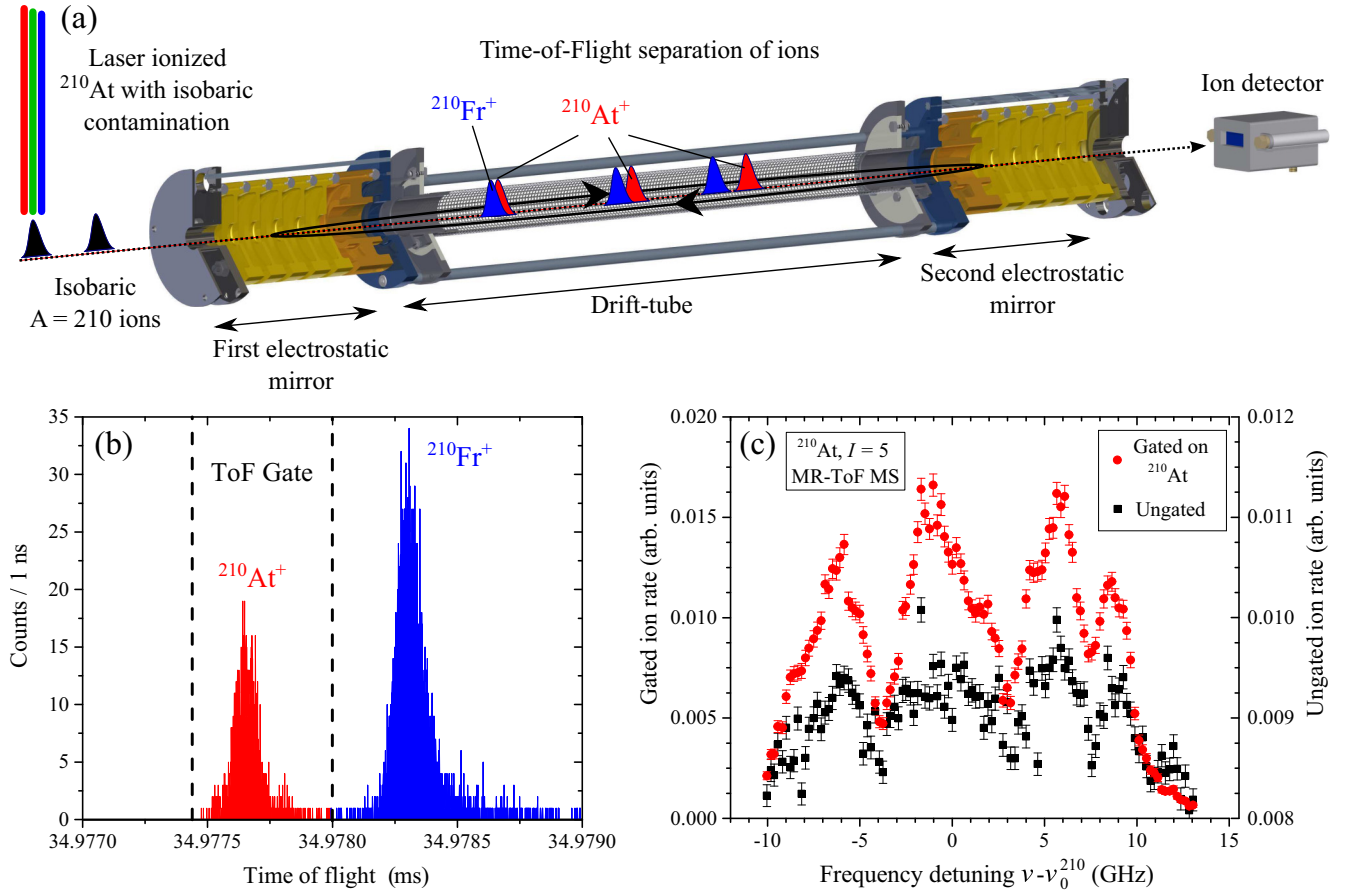 (a)
Laser ionized
²¹⁰At with isobaric
contamination
Time-of-Flight separation of ions
²¹⁰Fr⁺
²¹⁰At⁺
Ion detector
Isobaric
A = 210 ions
First electrostatic
mirror
Drift-tube
Second electrostatic
mirror
(b)
ToF Gate
²¹⁰At⁺
²¹⁰Fr⁺
35
30
25
20
15
10
5
0
Counts / 1 ns
34.9770
34.9775
34.9780
34.9785
34.9790
Time of flight (ms)
(c)
²¹⁰At, I = 5
MR-ToF MS
Gated on
²¹⁰At
Ungated
0.020
0.015
0.010
0.005
0.000
Gated ion rate (arb. units)
0.012
0.011
0.010
0.009
0.008
Ungated ion rate (arb. units)
-10
-5
0
5
10
15
Frequency detuning ν-ν₀²¹⁰ (GHz)